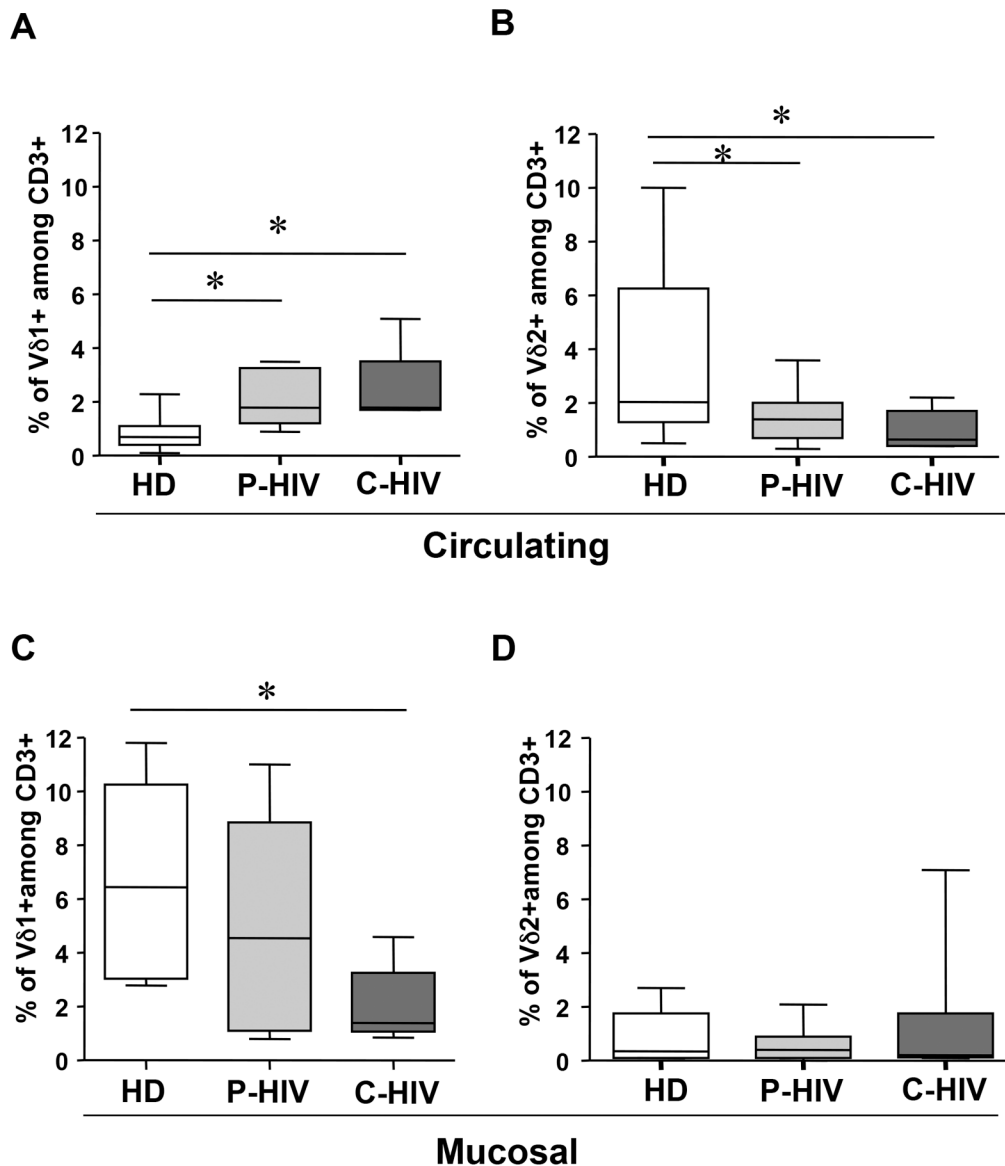 A
% of Vδ1+ among CD3+
12
10
8
6
4
2
0
*
*
HD P-HIV C-HIV
B
% of Vδ2+ among CD3+
12
10
8
6
4
2
0
*
*
HD P-HIV C-HIV
Circulating
C
% of Vδ1+among CD3+
12
10
8
6
4
2
0
*
HD P-HIV C-HIV
D
% of Vδ2+among CD3+
12
10
8
6
4
2
0
HD P-HIV C-HIV
Mucosal